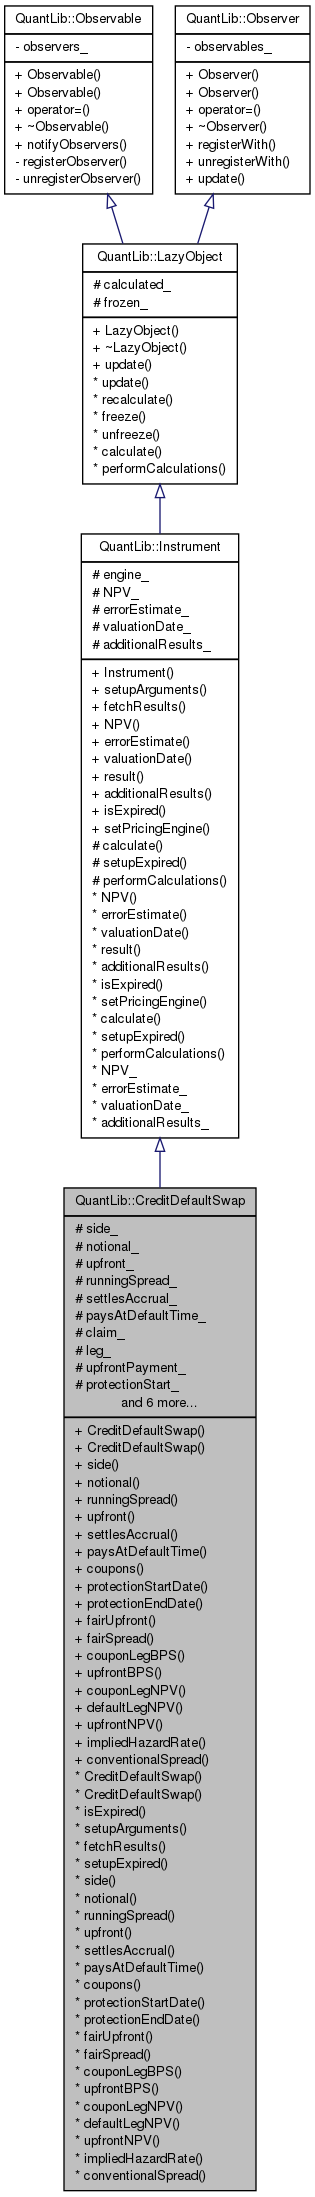 QuantLib::Observable
- observers_
+ Observable()
+ Observable()
+ operator=()
+ ~Observable()
+ notifyObservers()
- registerObserver()
- unregisterObserver()
QuantLib::Observer
- observables_
+ Observer()
+ Observer()
+ operator=()
+ ~Observer()
+ registerWith()
+ unregisterWith()
+ update()
QuantLib::LazyObject
# calculated_
# frozen_
+ LazyObject()
+ ~LazyObject()
+ update()
* update()
* recalculate()
* freeze()
* unfreeze()
* calculate()
* performCalculations()
QuantLib::Instrument
# engine_
# NPV_
# errorEstimate_
# valuationDate_
# additionalResults_
+ Instrument()
+ setupArguments()
+ fetchResults()
+ NPV()
+ errorEstimate()
+ valuationDate()
+ result()
+ additionalResults()
+ isExpired()
+ setPricingEngine()
# calculate()
# setupExpired()
# performCalculations()
* NPV()
* errorEstimate()
* valuationDate()
* result()
* additionalResults()
* isExpired()
* setPricingEngine()
* calculate()
* setupExpired()
* performCalculations()
* NPV_
* errorEstimate_
* valuationDate_
* additionalResults_
QuantLib::CreditDefaultSwap
# side_
# notional_
# upfront_
# runningSpread_
# settlesAccrual_
# paysAtDefaultTime_
# claim_
# leg_
# upfrontPayment_
# protectionStart_
and 6 more...
+ CreditDefaultSwap()
+ CreditDefaultSwap()
+ side()
+ notional()
+ runningSpread()
+ upfront()
+ settlesAccrual()
+ paysAtDefaultTime()
+ coupons()
+ protectionStartDate()
+ protectionEndDate()
+ fairUpfront()
+ fairSpread()
+ couponLegBPS()
+ upfrontBPS()
+ couponLegNPV()
+ defaultLegNPV()
+ upfrontNPV()
+ impliedHazardRate()
+ conventionalSpread()
* CreditDefaultSwap()
* CreditDefaultSwap()
* isExpired()
* setupArguments()
* fetchResults()
* setupExpired()
* side()
* notional()
* runningSpread()
* upfront()
* settlesAccrual()
* paysAtDefaultTime()
* coupons()
* protectionStartDate()
* protectionEndDate()
* fairUpfront()
* fairSpread()
* couponLegBPS()
* upfrontBPS()
* couponLegNPV()
* defaultLegNPV()
* upfrontNPV()
* impliedHazardRate()
* conventionalSpread()